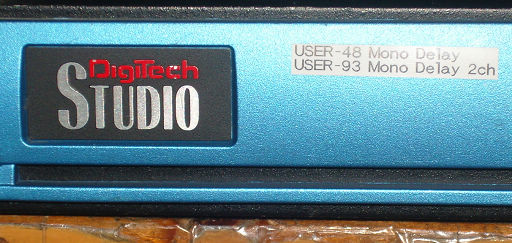 DigiTech
STUDIO
USER-48 Mono Delay
USER-93 Mono Delay 2ch